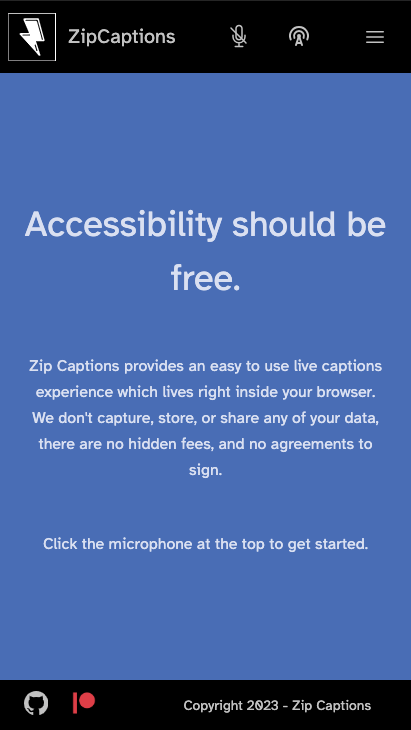 ZipCaptions
Accessibility should be
free.
Zip Captions provides an easy to use live captions
experience which lives right inside your browser.
We don't capture, store, or share any of your data,
there are no hidden fees, and no agreements to
sign.
Click the microphone at the top to get started.
Copyright 2023 - Zip Captions